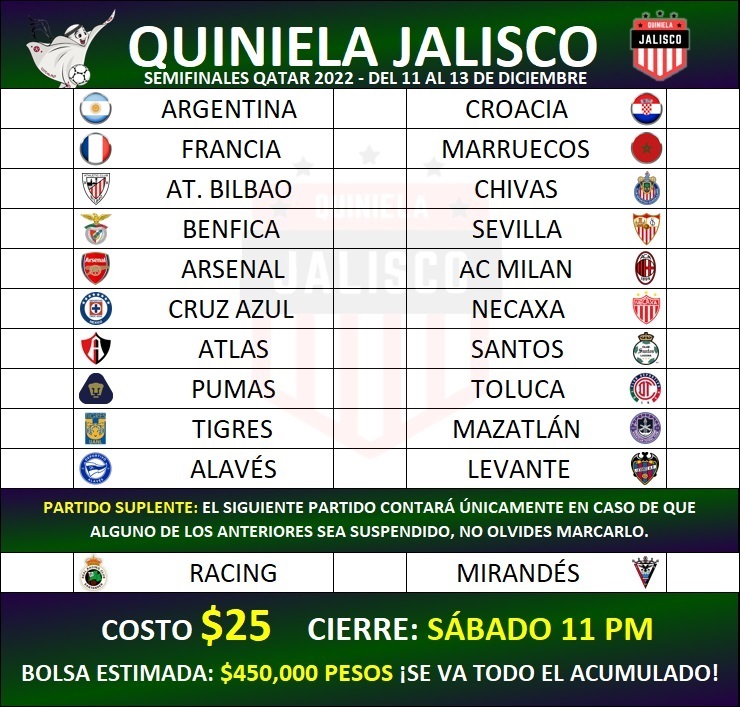 QUINIELA JALISCO
JALISCO
SEMIFINALES QATAR 2022 - DEL 11 AL 13 DE DICIEMBRE
ARGENTINA CROACIA
FRANCIA MARRUECOS
AT. BILBAO CHIVAS
QUINIELA
BENFICA SEVILLA
ARSENAL AC MILAN
JALISCO
CRUZ AZUL NECAXA
ATLAS SANTOS
PUMAS TOLUCA
TIGRES MAZATLÁN
ALAVÉS LEVANTE
PARTIDO SUPLENTE: EL SIGUIENTE PARTIDO CONTARÁ ÚNICAMENTE EN CASO DE QUE
ALGUNO DE LOS ANTERIORES SEA SUSPENDIDO, NO OLVIDES MARCARLO.
RACING MIRANDÉS
COSTO $25 CIERRE: SÁBADO 11 PM
BOLSA ESTIMADA: $450,000 PESOS ¡SE VA TODO EL ACUMULADO!